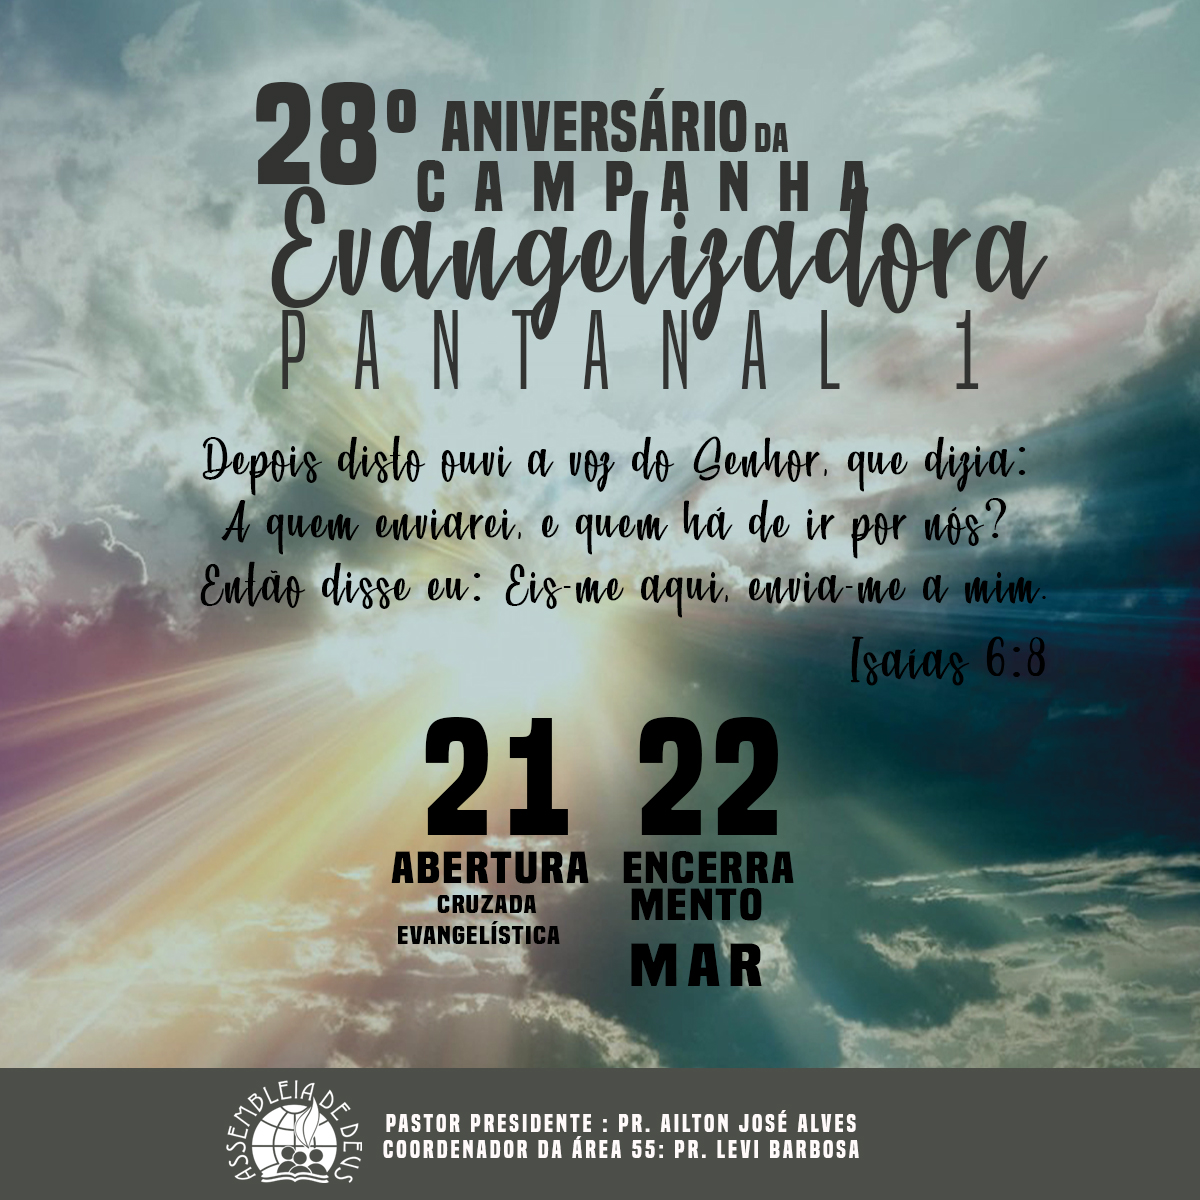 28º ANIVERSÁRIO DA
CAMPANHA
Evangelizadora
PANTANAL 1
Depois disto ouvi a voz do Senhor, que dizia:
A quem enviarei, e quem há de ir por nós?
Então disse eu: Eis-me aqui, envia-me a mim.
Isaías 6:8
21
ABERTURA
CRUZADA
EVANGELÍSTICA
22
ENCERRA
MENTO
MAR
ASSEMBLEIA DE DEUS
PASTOR PRESIDENTE : PR. AILTON JOSÉ ALVES
COORDENADOR DA ÁREA 55: PR. LEVI BARBOSA